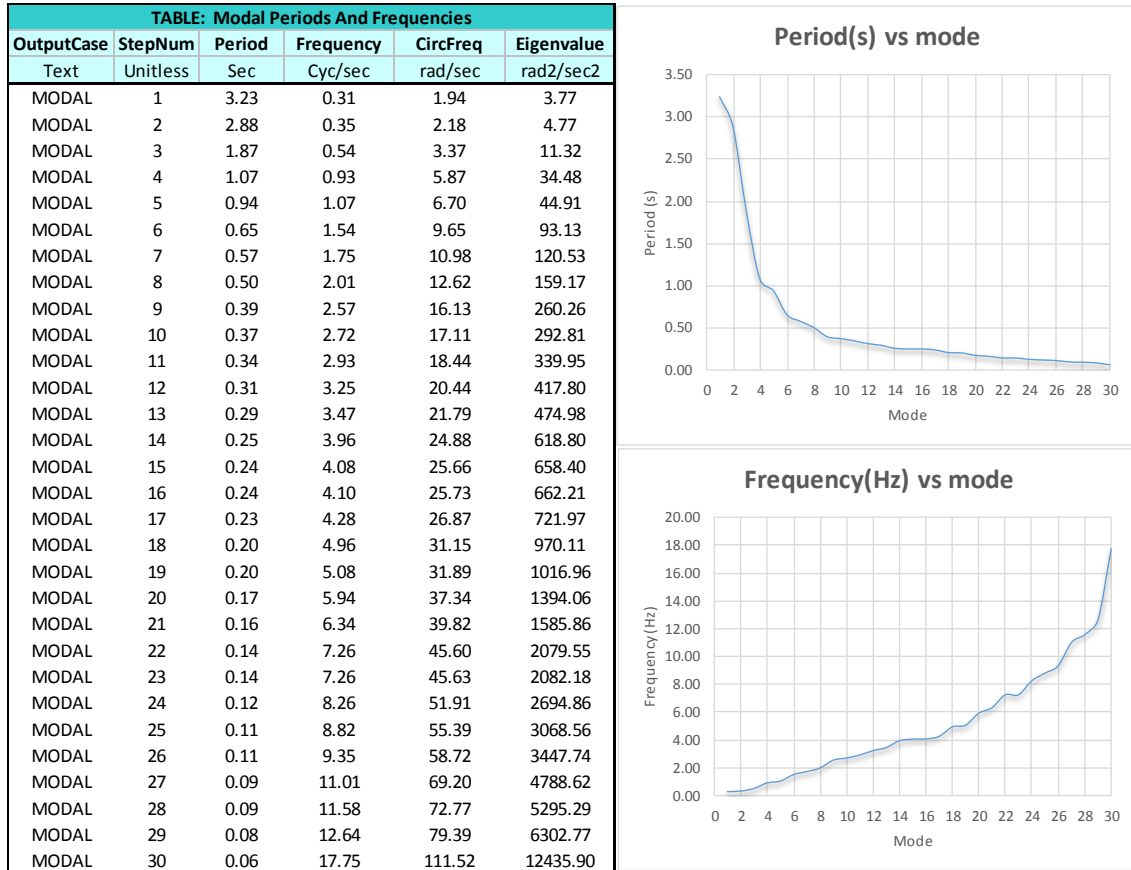 TABLE: Modal Periods And Frequencies
OutputCase StepNum Period Frequency CircFreq Eigenvalue
Text Unitless Sec Cyc/sec rad/sec rad2/sec2
MODAL 1 3.23 0.31 1.94 3.77
MODAL 2 2.88 0.35 2.18 4.77
MODAL 3 1.87 0.54 3.37 11.32
MODAL 4 1.07 0.93 5.87 34.48
MODAL 5 0.94 1.07 6.70 44.91
MODAL 6 0.65 1.54 9.65 93.13
MODAL 7 0.57 1.75 10.98 120.53
MODAL 8 0.50 2.01 12.62 159.17
MODAL 9 0.39 2.57 16.13 260.26
MODAL 10 0.37 2.72 17.11 292.81
MODAL 11 0.34 2.93 18.44 339.95
MODAL 12 0.31 3.25 20.44 417.80
MODAL 13 0.29 3.47 21.79 474.98
MODAL 14 0.25 3.96 24.88 618.80
MODAL 15 0.24 4.08 25.66 658.40
MODAL 16 0.24 4.10 25.73 662.21
MODAL 17 0.23 4.28 26.87 721.97
MODAL 18 0.20 4.96 31.15 970.11
MODAL 19 0.20 5.08 31.89 1016.96
MODAL 20 0.17 5.94 37.34 1394.06
MODAL 21 0.16 6.34 39.82 1585.86
MODAL 22 0.14 7.26 45.60 2079.55
MODAL 23 0.14 7.26 45.63 2082.18
MODAL 24 0.12 8.26 51.91 2694.86
MODAL 25 0.11 8.82 55.39 3068.56
MODAL 26 0.11 9.35 58.72 3447.74
MODAL 27 0.09 11.01 69.20 4788.62
MODAL 28 0.09 11.58 72.77 5295.29
MODAL 29 0.08 12.64 79.39 6302.77
MODAL 30 0.06 17.75 111.52 12435.90
Period(s) vs mode
3.50
3.00
2.50
2.00
1.50
1.00
0.50
0.00
Period (s)
0 2 4 6 8 10 12 14 16 18 20 22 24 26 28 30
Mode
Frequency(Hz) vs mode
20.00
18.00
16.00
14.00
12.00
10.00
8.00
6.00
4.00
2.00
0.00
Frequency (Hz)
0 2 4 6 8 10 12 14 16 18 20 22 24 26 28 30
Mode